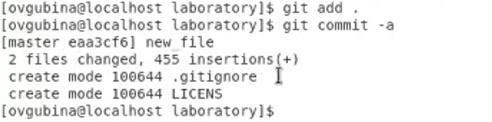 [ovgubina@localhost laboratory]$ git add .
[ovgubina@localhost laboratory]$ git commit -a
[master eaa3cf6] new_file
 2 files changed, 455 insertions(+)
 create mode 100644 .gitignore
 create mode 100644 LICENS
[ovgubina@localhost laboratory]$